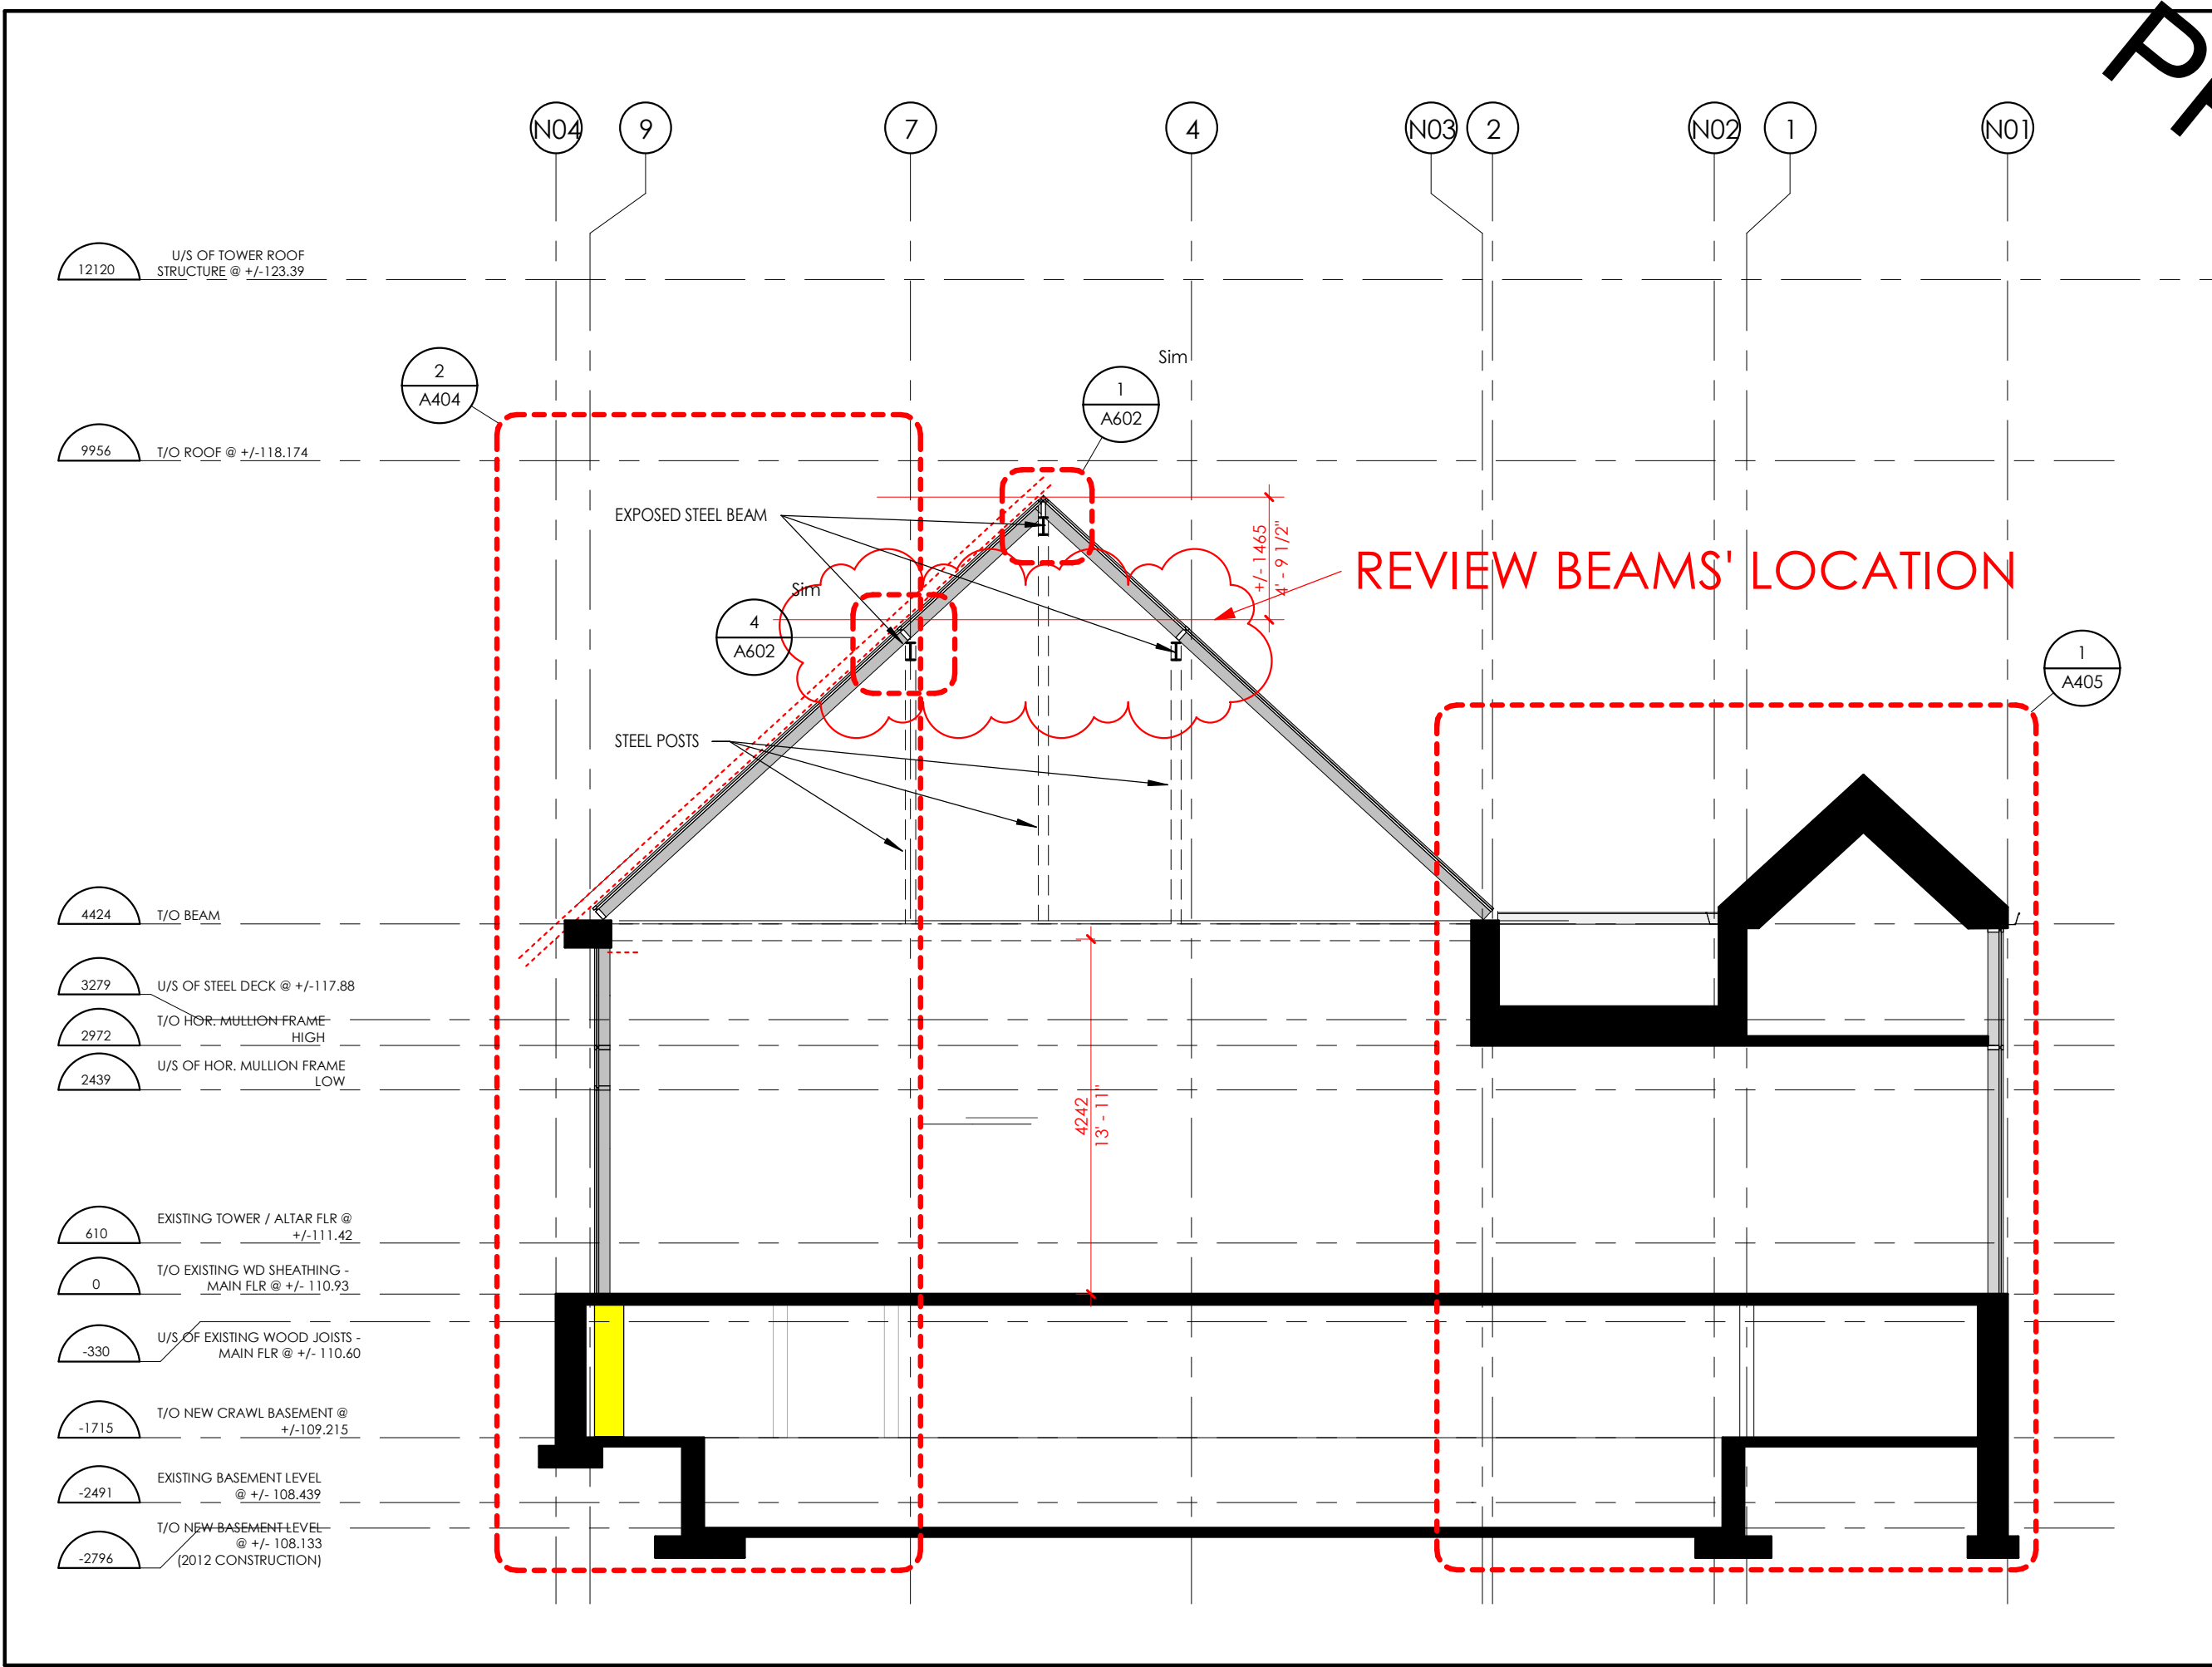 PR
N04
9
7
4
N03
2
N02
1
N01
12120
U/S OF TOWER ROOF
STRUCTURE @ +/-123.39
2
A404
Sim
1
A602
9956
T/O ROOF @ +/-118.174
EXPOSED STEEL BEAM
+/- 1465
4' - 9 1/2"
REVIEW BEAMS' LOCATION
Sim
4
A602
1
A405
STEEL POSTS
4424
T/O BEAM
3279
U/S OF STEEL DECK @ +/-117.88
2972
T/O HOR. MULLION FRAME
HIGH
2439
U/S OF HOR. MULLION FRAME
LOW
4242
13' - 11"
610
EXISTING TOWER / ALTAR FLR @
+/-111.42
0
T/O EXISTING WD SHEATHING -
MAIN FLR @ +/- 110.93
-330
U/S OF EXISTING WOOD JOISTS -
MAIN FLR @ +/- 110.60
-1715
T/O NEW CRAWL BASEMENT @
+/-109.215
-2491
EXISTING BASEMENT LEVEL
@ +/- 108.439
-2796
T/O NEW BASEMENT LEVEL
@ +/- 108.133
(2012 CONSTRUCTION)